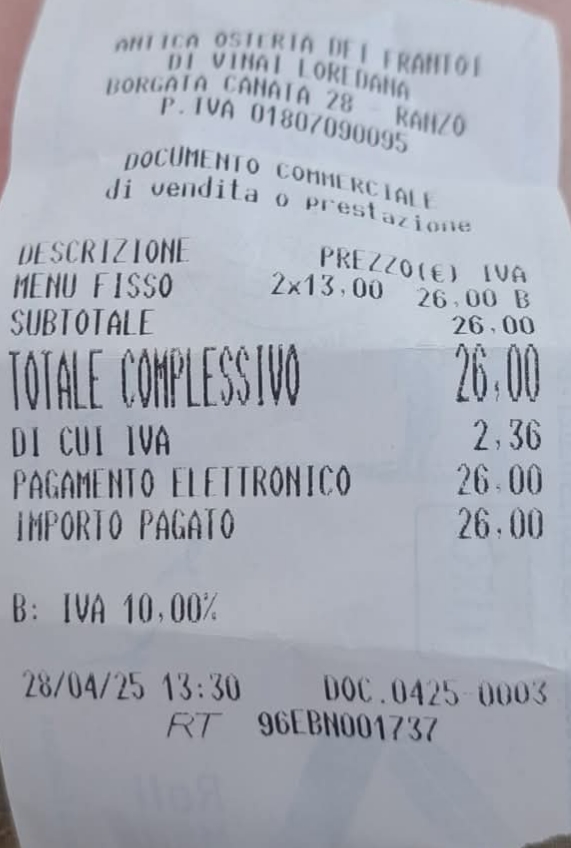 ANTICA OSTERIA DEI FRANTOI
DI VINAI LOREDANA
BORGATA CANATA 28 RANZO
P.IVA 01807090095
DOCUMENTO COMMERCIALE
di vendita o prestazione
DESCRIZIONE PREZZO(€) IVA
MENU FISSO 2x13,00 26,00 B
SUBTOTALE 26,00
TOTALE COMPLESSIVO 26,00
DI CUI IVA 2,36
PAGAMENTO ELETTRONICO 26,00
IMPORTO PAGATO 26,00
B: IVA 10,00%
28/04/25 13:30 DOC.0425-0003
RT 96EBN001737